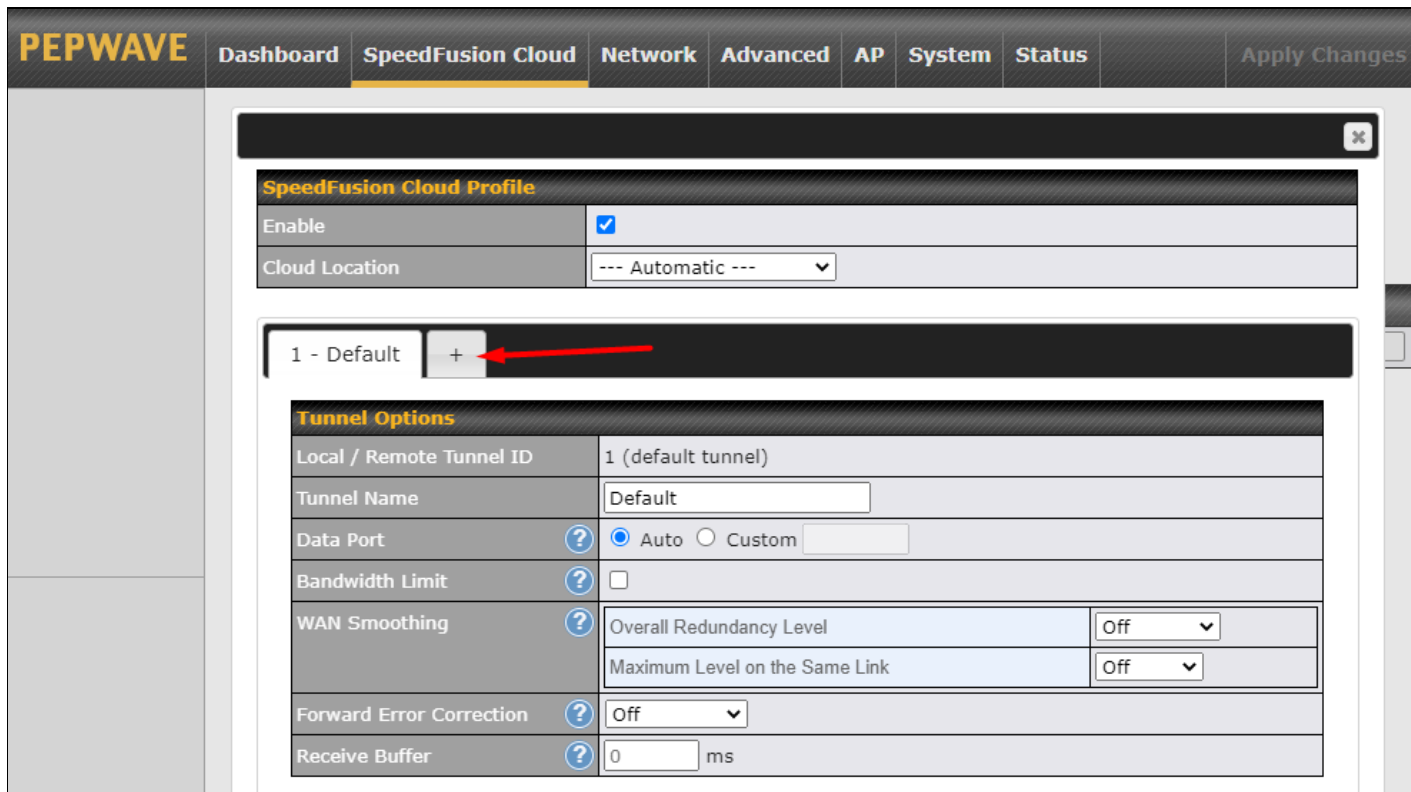 PEPWAVE Dashboard SpeedFusion Cloud Network Advanced AP System Status Apply Changes
SpeedFusion Cloud Profile
Enable
Cloud Location --- Automatic ---
1 - Default +
Tunnel Options
Local / Remote Tunnel ID 1 (default tunnel)
Tunnel Name Default
Data Port ? Auto Custom
Bandwidth Limit ?
WAN Smoothing ? Overall Redundancy Level Off
Maximum Level on the Same Link Off
Forward Error Correction ? Off
Receive Buffer ? 0 ms